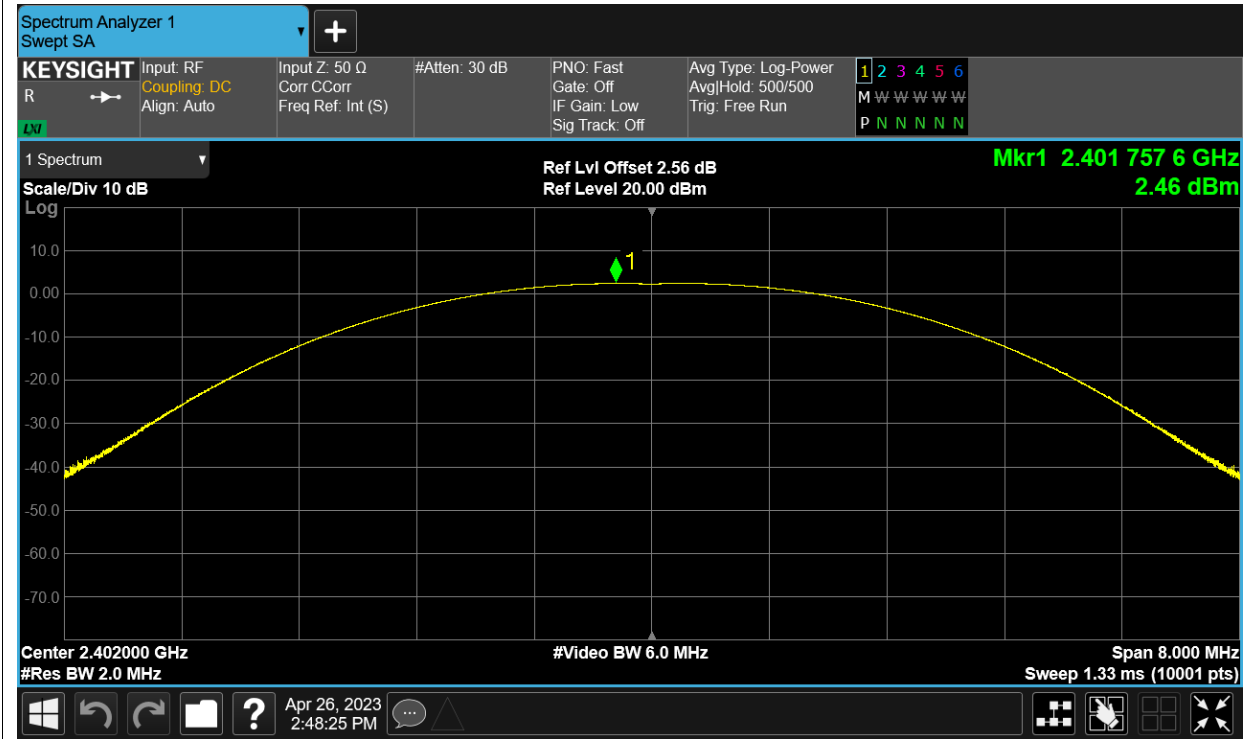 Spectrum Analyzer 1
Swept SA
KEYSIGHT
R
LXI
Input: RF
Coupling: DC
Align: Auto
Input Z: 50 Ω
Corr CCorr
Freq Ref: Int (S)
#Atten: 30 dB
PNO: Fast
Gate: Off
IF Gain: Low
Sig Track: Off
Avg Type: Log-Power
Avg|Hold: 500/500
Trig: Free Run
1 2 3 4 5 6
M W W W W W
P N N N N N
1 Spectrum
Scale/Div 10 dB
Ref Lvl Offset 2.56 dB
Ref Level 20.00 dBm
Mkr1 2.401 757 6 GHz
2.46 dBm
Log
10.0
0.00
-10.0
-20.0
-30.0
-40.0
-50.0
-60.0
-70.0
1
Center 2.402000 GHz
#Res BW 2.0 MHz
#Video BW 6.0 MHz
Span 8.000 MHz
Sweep 1.33 ms (10001 pts)
?
Apr 26, 2023
2:48:25 PM